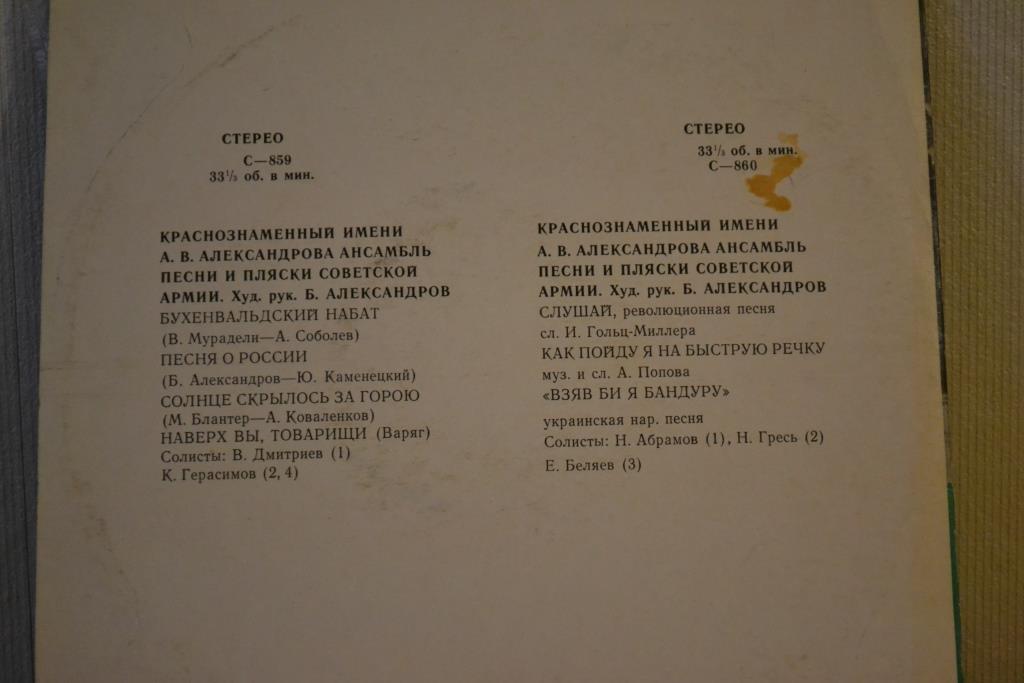 СТЕРЕО
С—859
33⅓ об. в мин.
КРАСНОЗНАМЕННЫЙ ИМЕНИ
А. В. АЛЕКСАНДРОВА АНСАМБЛЬ
ПЕСНИ И ПЛЯСКИ СОВЕТСКОЙ
АРМИИ. Худ. рук. Б. АЛЕКСАНДРОВ
БУХЕНВАЛЬДСКИЙ НАБАТ
(В. Мурадели—А. Соболев)
ПЕСНЯ О РОССИИ
(Б. Александров—Ю. Каменецкий)
СОЛНЦЕ СКРЫЛОСЬ ЗА ГОРОЮ
(М. Блантер—А. Коваленков)
НАВЕРХ ВЫ, ТОВАРИЩИ (Варяг)
Солисты: В. Дмитриев (1)
К. Герасимов (2, 4)
СТЕРЕО
33⅓ об. в мин.
С—860
КРАСНОЗНАМЕННЫЙ ИМЕНИ
А. В. АЛЕКСАНДРОВА АНСАМБЛЬ
ПЕСНИ И ПЛЯСКИ СОВЕТСКОЙ
АРМИИ. Худ. рук. Б. АЛЕКСАНДРОВ
СЛУШАЙ, революционная песня
сл. И. Гольц-Миллера
КАК ПОЙДУ Я НА БЫСТРУЮ РЕЧКУ
муз. и сл. А. Попова
«ВЗЯВ БИ Я БАНДУРУ»
украинская нар. песня
Солисты: Н. Абрамов (1), Н. Гресь (2)
Е. Беляев (3)